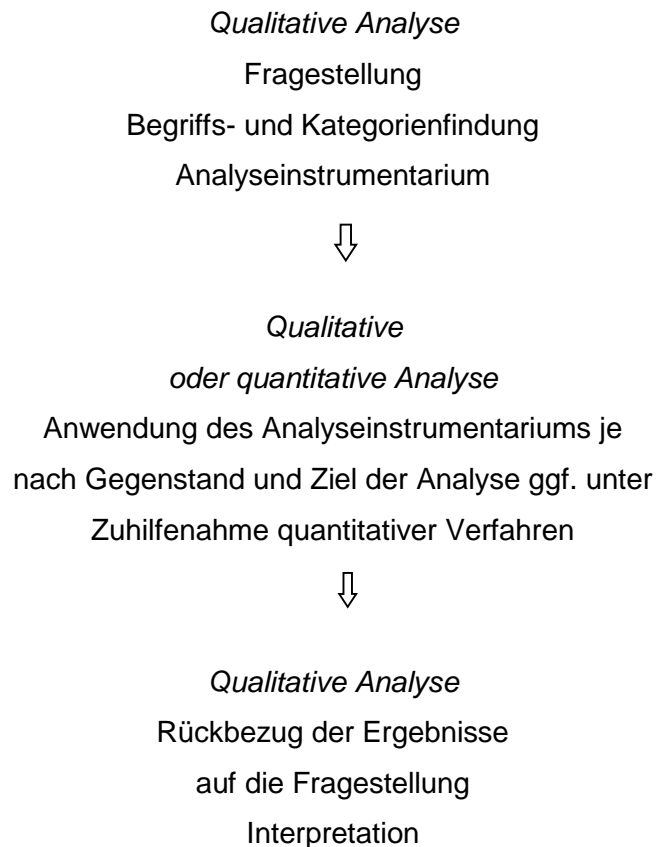 Qualitative Analyse
Fragestellung
Begriffs- und Kategorienfindung
Analyseinstrumentarium
⇩
Qualitative
oder quantitative Analyse
Anwendung des Analyseinstrumentariums je
nach Gegenstand und Ziel der Analyse ggf. unter
Zuhilfenahme quantitativer Verfahren
⇩
Qualitative Analyse
Rückbezug der Ergebnisse
auf die Fragestellung
Interpretation